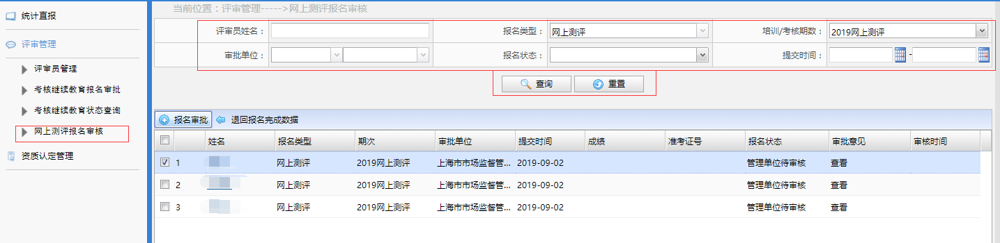 统计直报
评审管理
评审员管理
考核继续教育报名审批
考核继续教育状态查询
网上测评报名审核
资质认定管理
当前位置：评审管理----->网上测评报名审核
评审员姓名： 报名类型： 网上测评 培训/考核期数： 2019网上测评
审批单位： 报名状态： 提交时间： -
查询 重置
报名审批 退回报名完成数据
姓名 报名类型 期次 审批单位 提交时间 成绩 准考证号 报名状态 审批意见 审核时间
1 网上测评 2019网上测评 上海市市场监督管... 2019-09-02 管理单位待审核 查看
2 网上测评 2019网上测评 上海市市场监督管... 2019-09-02 管理单位待审核 查看
3 网上测评 2019网上测评 上海市市场监督管... 2019-09-02 管理单位待审核 查看